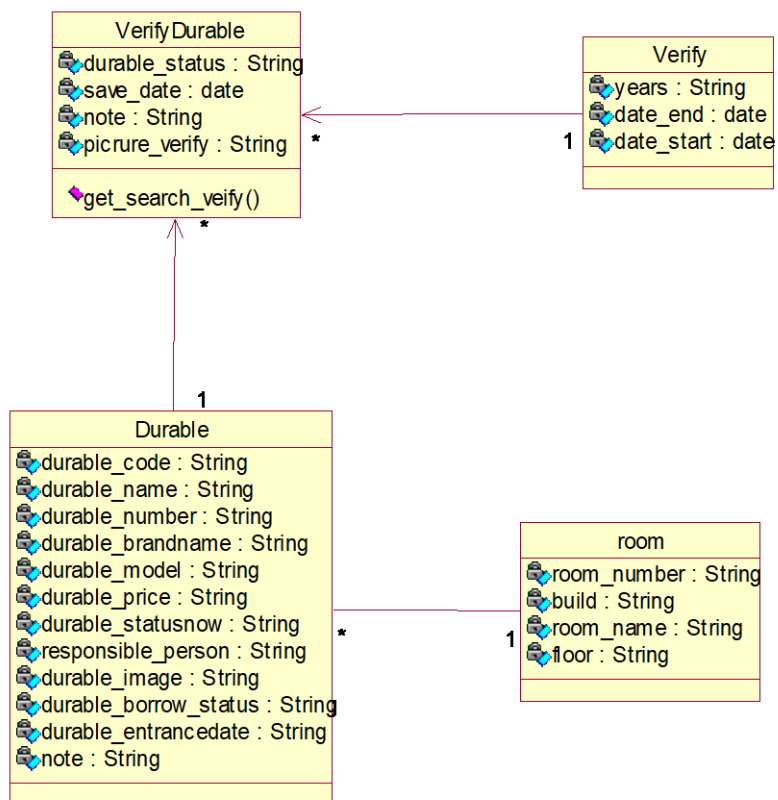 VerifyDurable
durable_status : String
save_date : date
note : String
picrure_verify : String
get_search_veify()
*
*
1
Verify
years : String
date_end : date
date_start : date
1
Durable
durable_code : String
durable_name : String
durable_number : String
durable_brandname : String
durable_model : String
durable_price : String
durable_statusnow : String
responsible_person : String
durable_image : String
durable_borrow_status : String
durable_entrancedate : String
note : String
*
1
room
room_number : String
build : String
room_name : String
floor : String